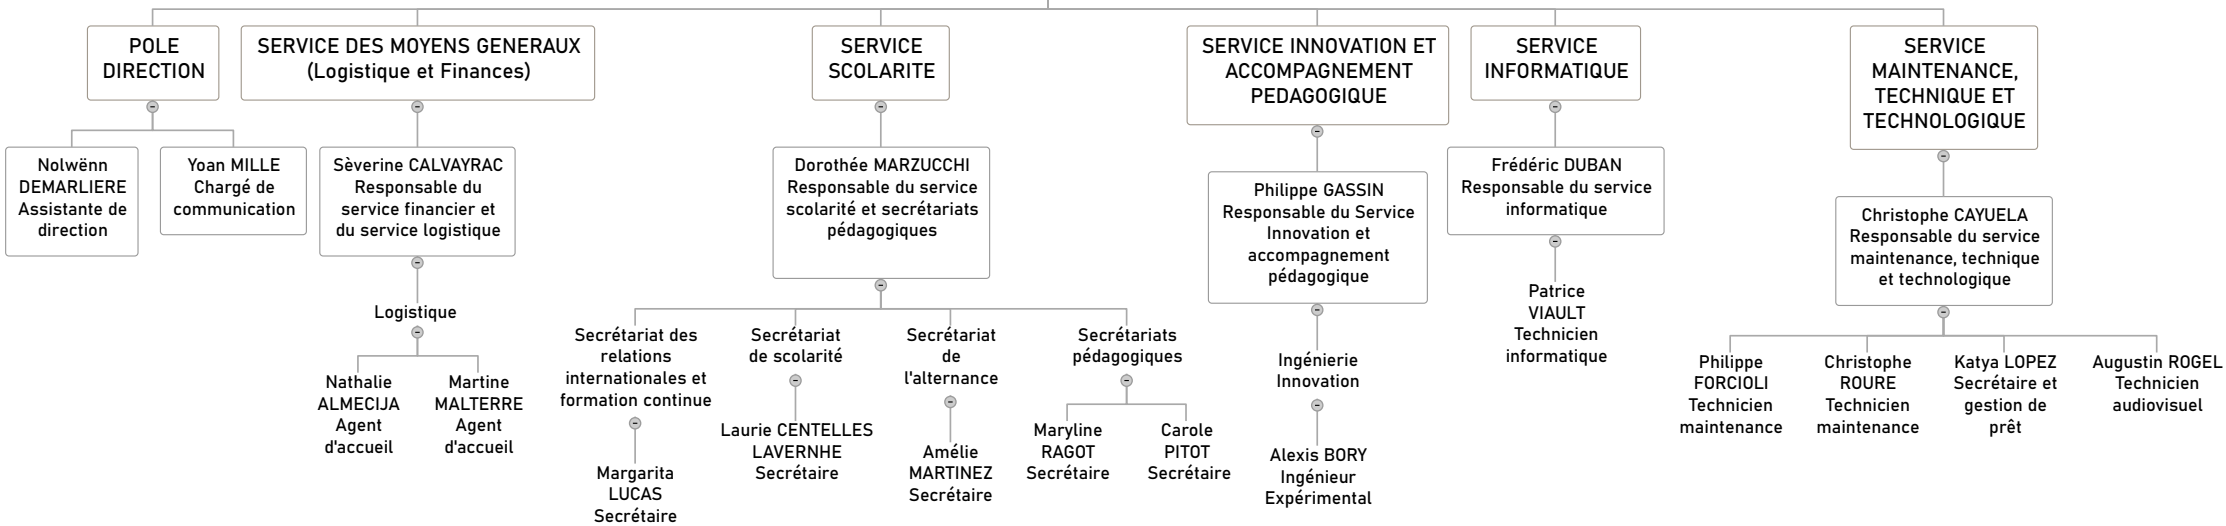 POLE
DIRECTION
SERVICE DES MOYENS GENERAUX
(Logistique et Finances)
SERVICE
SCOLARITE
SERVICE INNOVATION ET
ACCOMPAGNEMENT
PEDAGOGIQUE
SERVICE
INFORMATIQUE
SERVICE
MAINTENANCE,
TECHNIQUE ET
TECHNOLOGIQUE
Nolwënn
DEMARLIERE
Assistante de
direction
Yoan MILLE
Chargé de
communication
Sèverine CALVAYRAC
Responsable du
service financier et
du service logistique
Logistique
Nathalie
ALMECIJA
Agent
d'accueil
Martine
MALTERRE
Agent
d'accueil
Dorothée MARZUCCHI
Responsable du service
scolarité et secrétariats
pédagogiques
Secrétariat des
relations
internationales et
formation continue
Margarita
LUCAS
Secrétaire
Secrétariat
de scolarité
Laurie CENTELLES
LAVERNHE
Secrétaire
Secrétariat
de
l'alternance
Amélie
MARTINEZ
Secrétaire
Secrétariats
pédagogiques
Maryline
RAGOT
Secrétaire
Carole
PITOT
Secrétaire
Philippe GASSIN
Responsable du Service
Innovation et
accompagnement
pédagogique
Ingénierie
Innovation
Alexis BORY
Ingénieur
Expérimental
Frédéric DUBAN
Responsable du service
informatique
Patrice
VIAULT
Technicien
informatique
Christophe CAYUELA
Responsable du service
maintenance, technique
et technologique
Philippe
FORCIOLI
Technicien
maintenance
Christophe
ROURE
Technicien
maintenance
Katya LOPEZ
Secrétaire et
gestion de
prêt
Augustin ROGEL
Technicien
audiovisuel